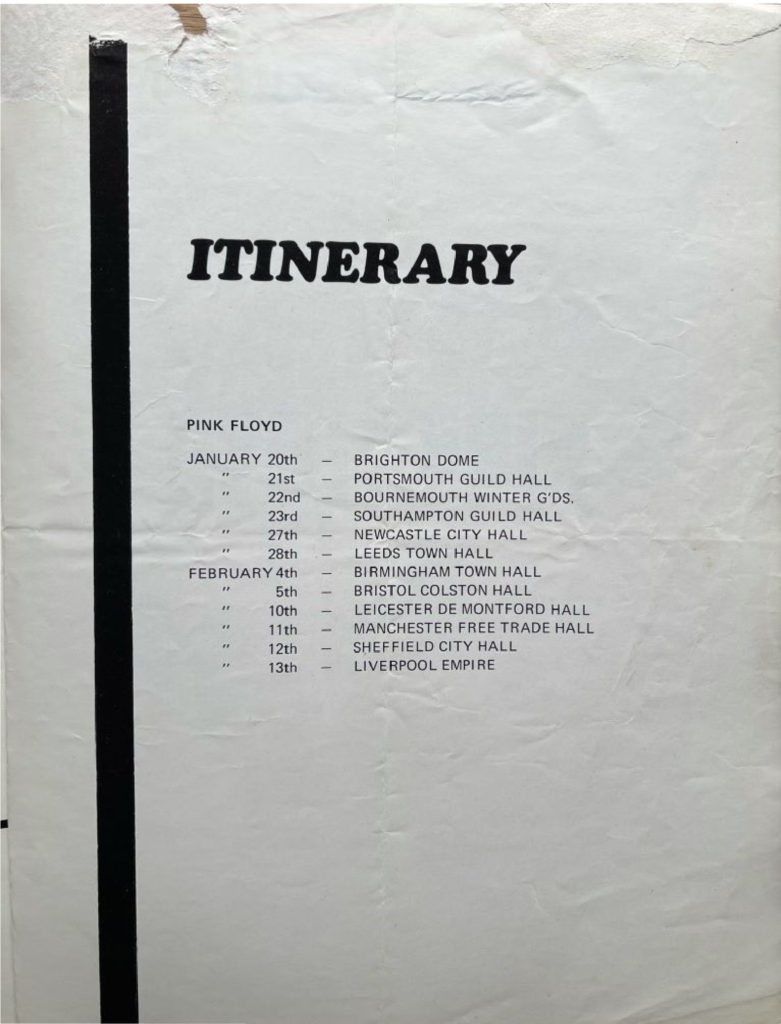 ITINERARY
PINK FLOYD
JANUARY 20th – BRIGHTON DOME
" 21st – PORTSMOUTH GUILD HALL
" 22nd – BOURNEMOUTH WINTER G'DS.
" 23rd – SOUTHAMPTON GUILD HALL
" 27th – NEWCASTLE CITY HALL
" 28th – LEEDS TOWN HALL
FEBRUARY 4th – BIRMINGHAM TOWN HALL
" 5th – BRISTOL COLSTON HALL
" 10th – LEICESTER DE MONTFORD HALL
" 11th – MANCHESTER FREE TRADE HALL
" 12th – SHEFFIELD CITY HALL
" 13th – LIVERPOOL EMPIRE